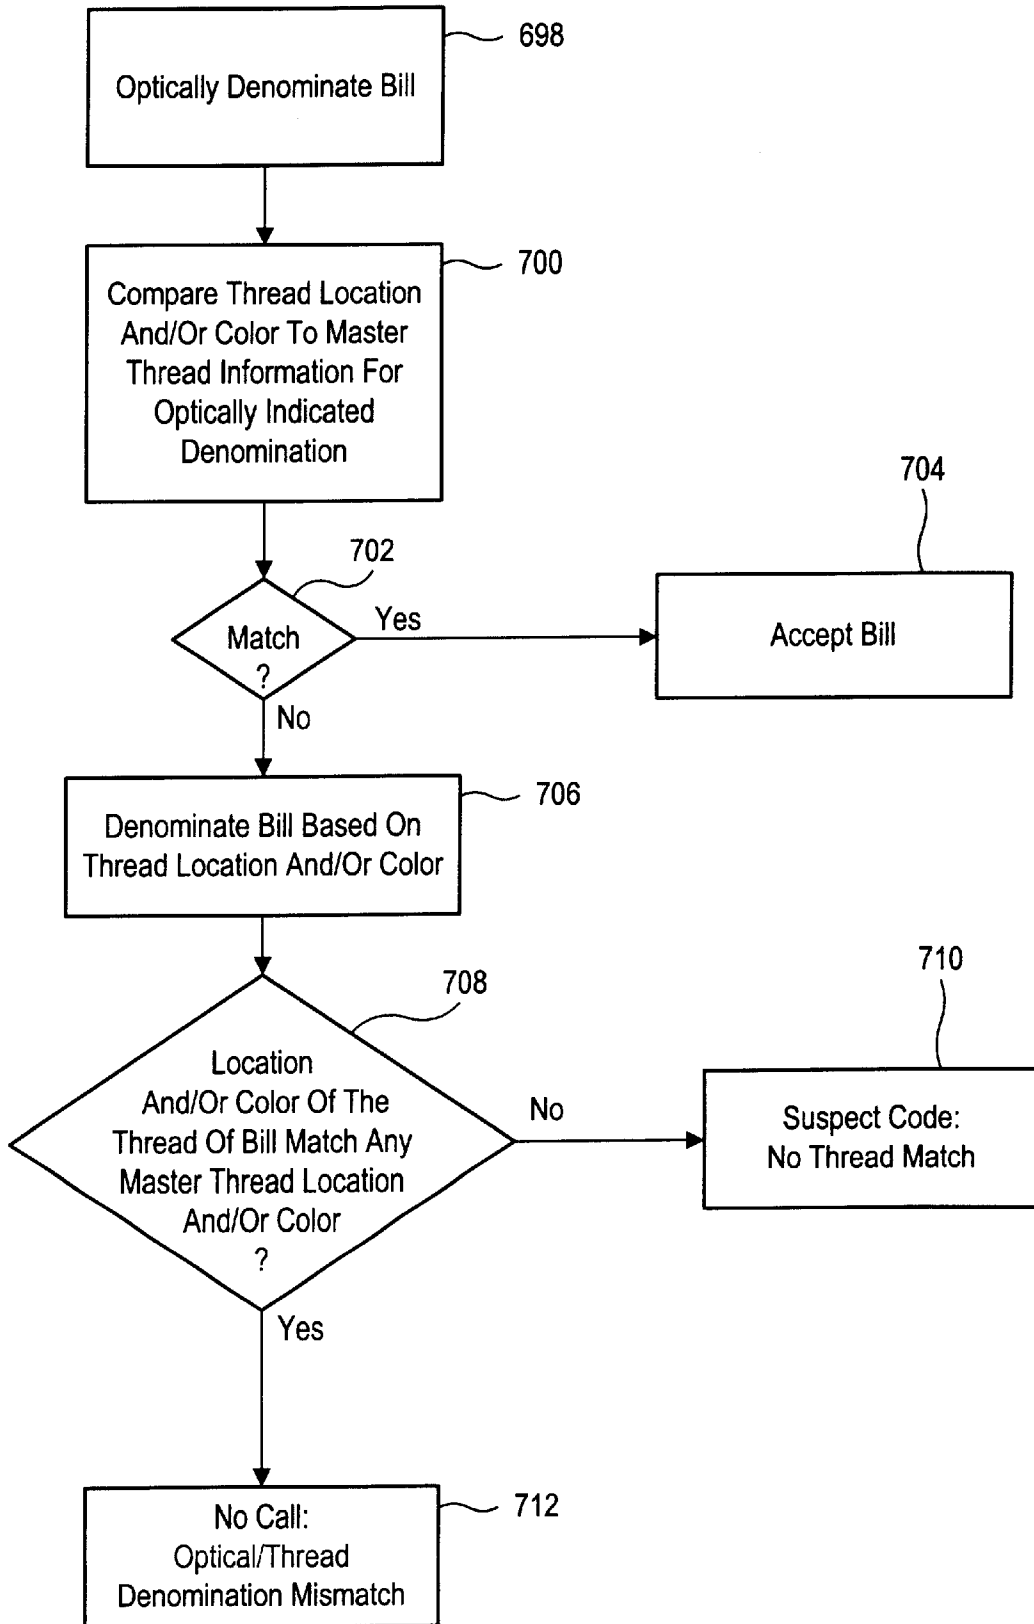 698
Optically Denominate Bill
700
Compare Thread Location
And/Or Color To Master
Thread Information For
Optically Indicated
Denomination
702
Match
?
Yes
704
Accept Bill
No
706
Denominate Bill Based On
Thread Location And/Or Color
708
Location
And/Or Color Of The
Thread Of Bill Match Any
Master Thread Location
And/Or Color
?
No
710
Suspect Code:
No Thread Match
Yes
712
No Call:
Optical/Thread
Denomination Mismatch